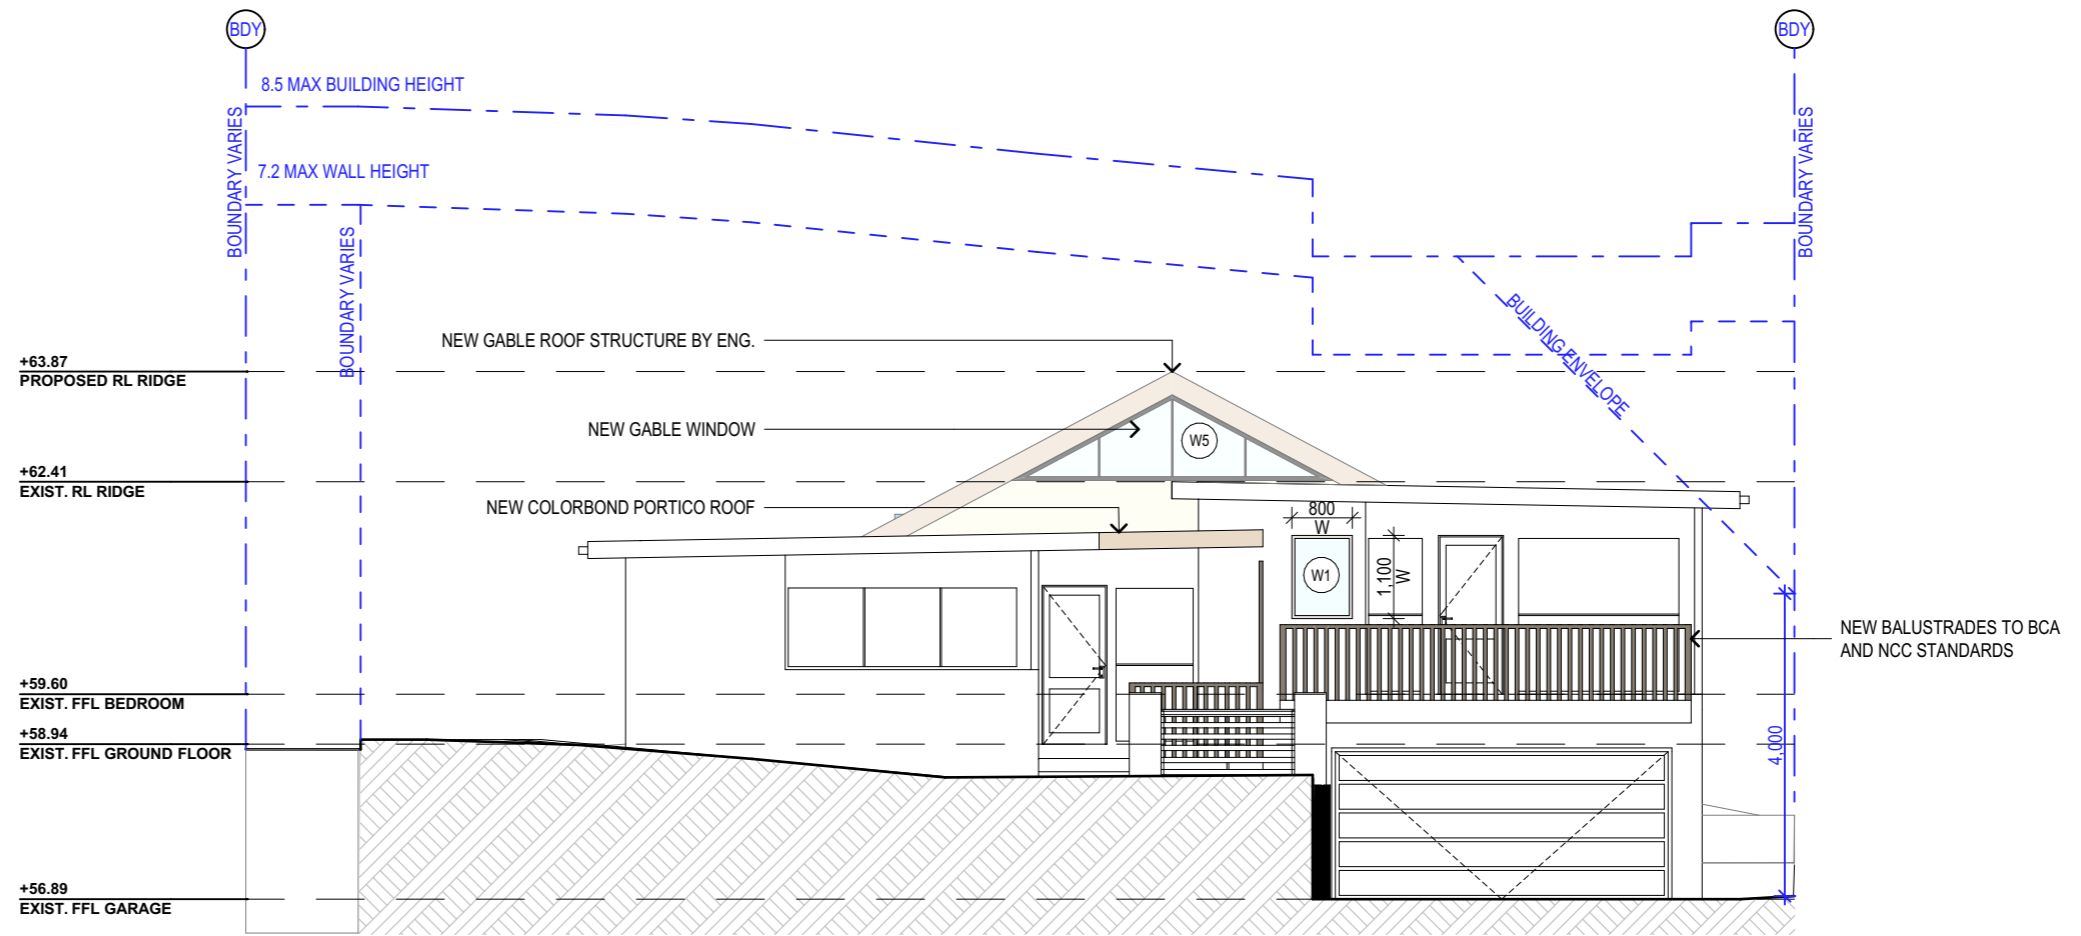 BDY
BDY
8.5 MAX BUILDING HEIGHT
BOUNDARY VARIES
BOUNDARY VARIES
7.2 MAX WALL HEIGHT
BOUNDARY VARIES
BUILDING ENVELOPE
NEW GABLE ROOF STRUCTURE BY ENG.
+63.87
PROPOSED RL RIDGE
NEW GABLE WINDOW
W5
+62.41
EXIST. RL RIDGE
NEW COLORBOND PORTICO ROOF
800
W
W1
1,100
W
NEW BALUSTRADES TO BCA
AND NCC STANDARDS
+59.60
EXIST. FFL BEDROOM
+58.94
EXIST. FFL GROUND FLOOR
4,000
+56.89
EXIST. FFL GARAGE